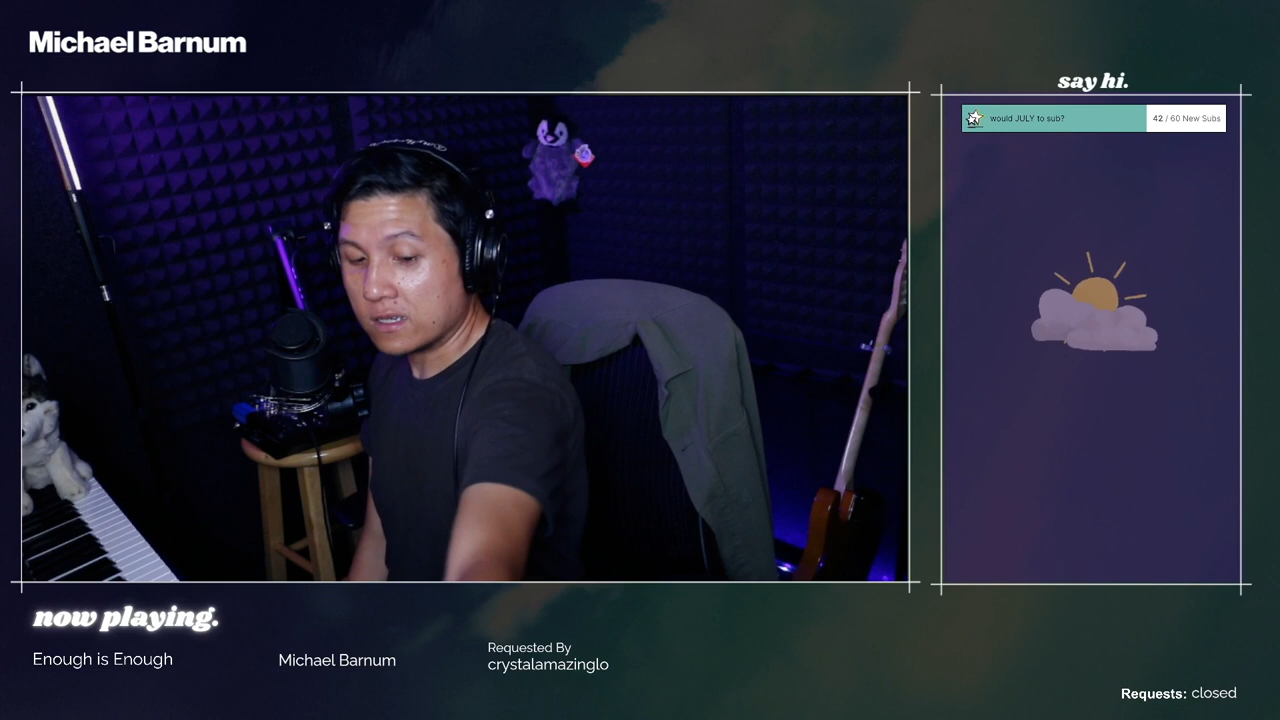 Michael Barnum
say hi.
would JULY to sub?
42 / 60 New Subs
now playing.
Enough is Enough
Michael Barnum
Requested By
crystalamazinglo
Requests: closed